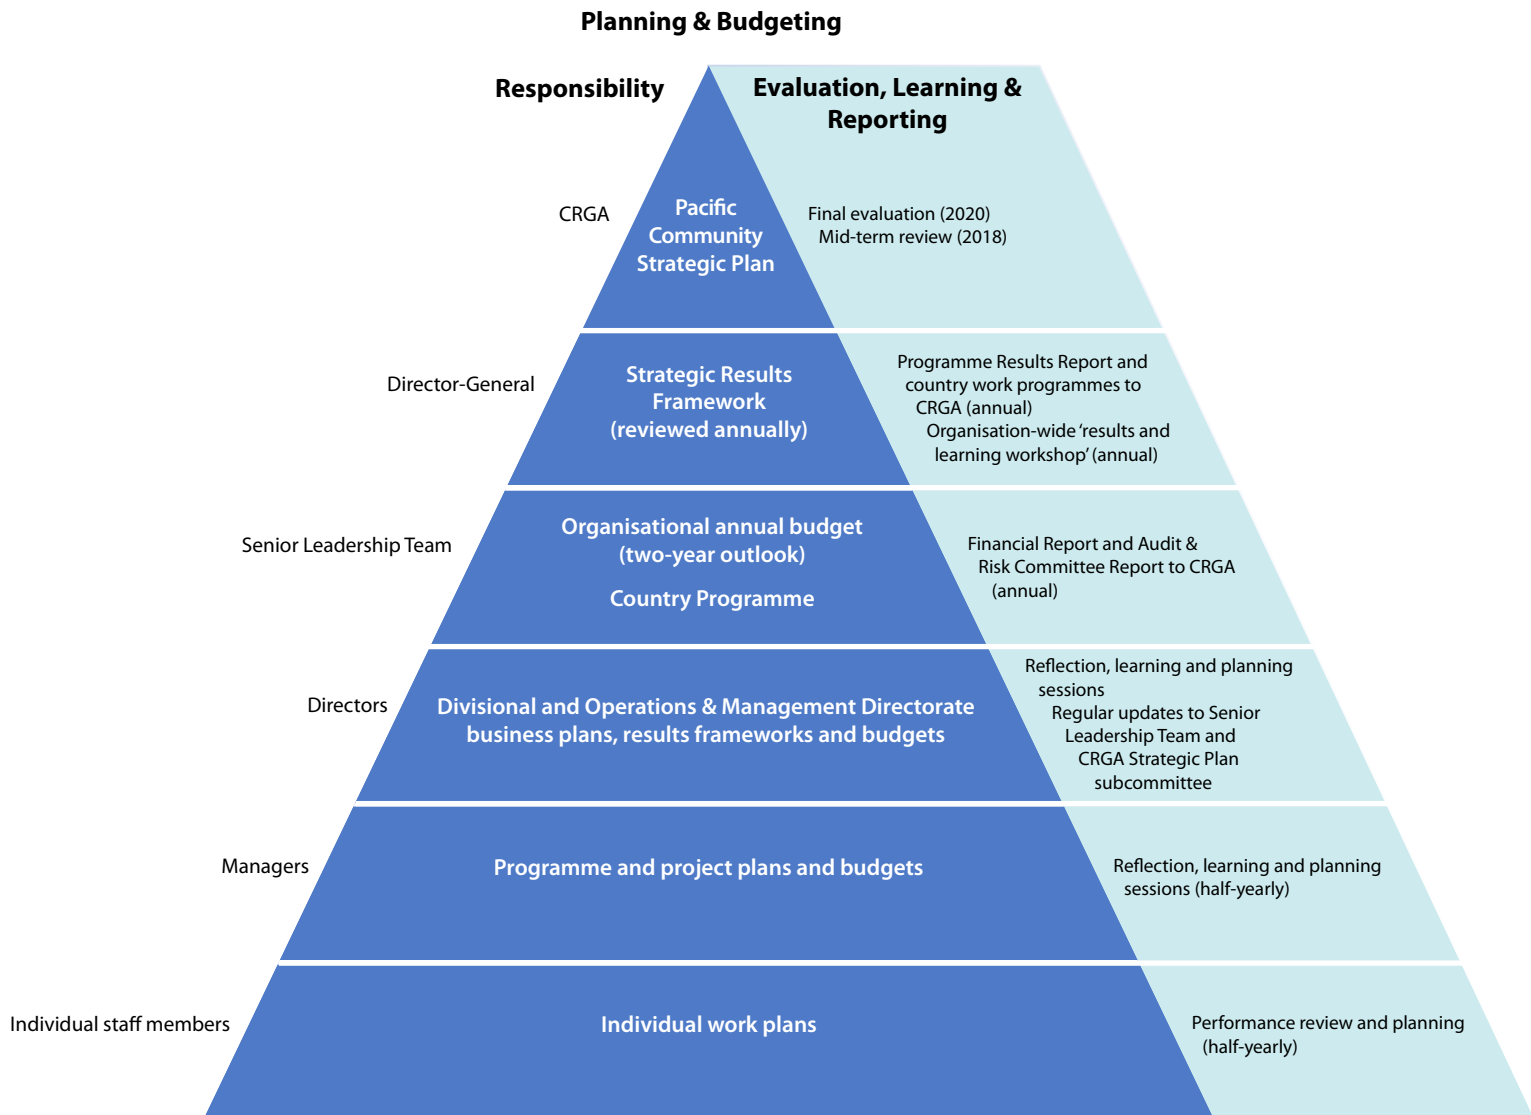 Planning & Budgeting
Responsibility
Evaluation, Learning &
Reporting
CRGA
Pacific
Community
Strategic Plan
Final evaluation (2020)
Mid-term review (2018)
Director-General
Strategic Results
Framework
(reviewed annually)
Programme Results Report and
country work programmes to
CRGA (annual)
Organisation-wide ‘results and
learning workshop’ (annual)
Senior Leadership Team
Organisational annual budget
(two-year outlook)
Country Programme
Financial Report and Audit &
Risk Committee Report to CRGA
(annual)
Directors
Divisional and Operations & Management Directorate
business plans, results frameworks and budgets
Reflection, learning and planning
sessions
Regular updates to Senior
Leadership Team and
CRGA Strategic Plan
subcommittee
Managers
Programme and project plans and budgets
Reflection, learning and planning
sessions (half-yearly)
Individual staff members
Individual work plans
Performance review and planning
(half-yearly)